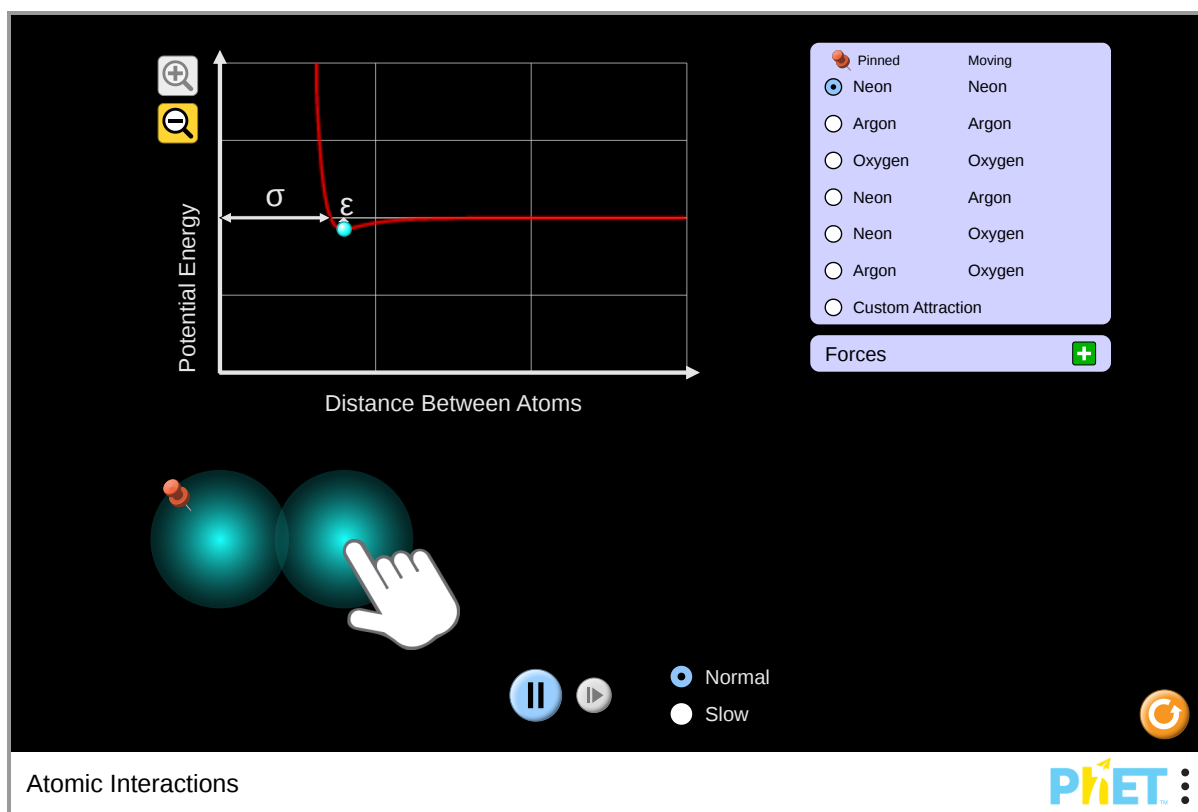 Pinned Moving
Neon Neon
Argon Argon
Oxygen Oxygen
Neon Argon
Neon Oxygen
Argon Oxygen
Custom Attraction
Forces
σ
ε
Potential Energy
Distance Between Atoms
Normal
Slow
Atomic Interactions
PhET